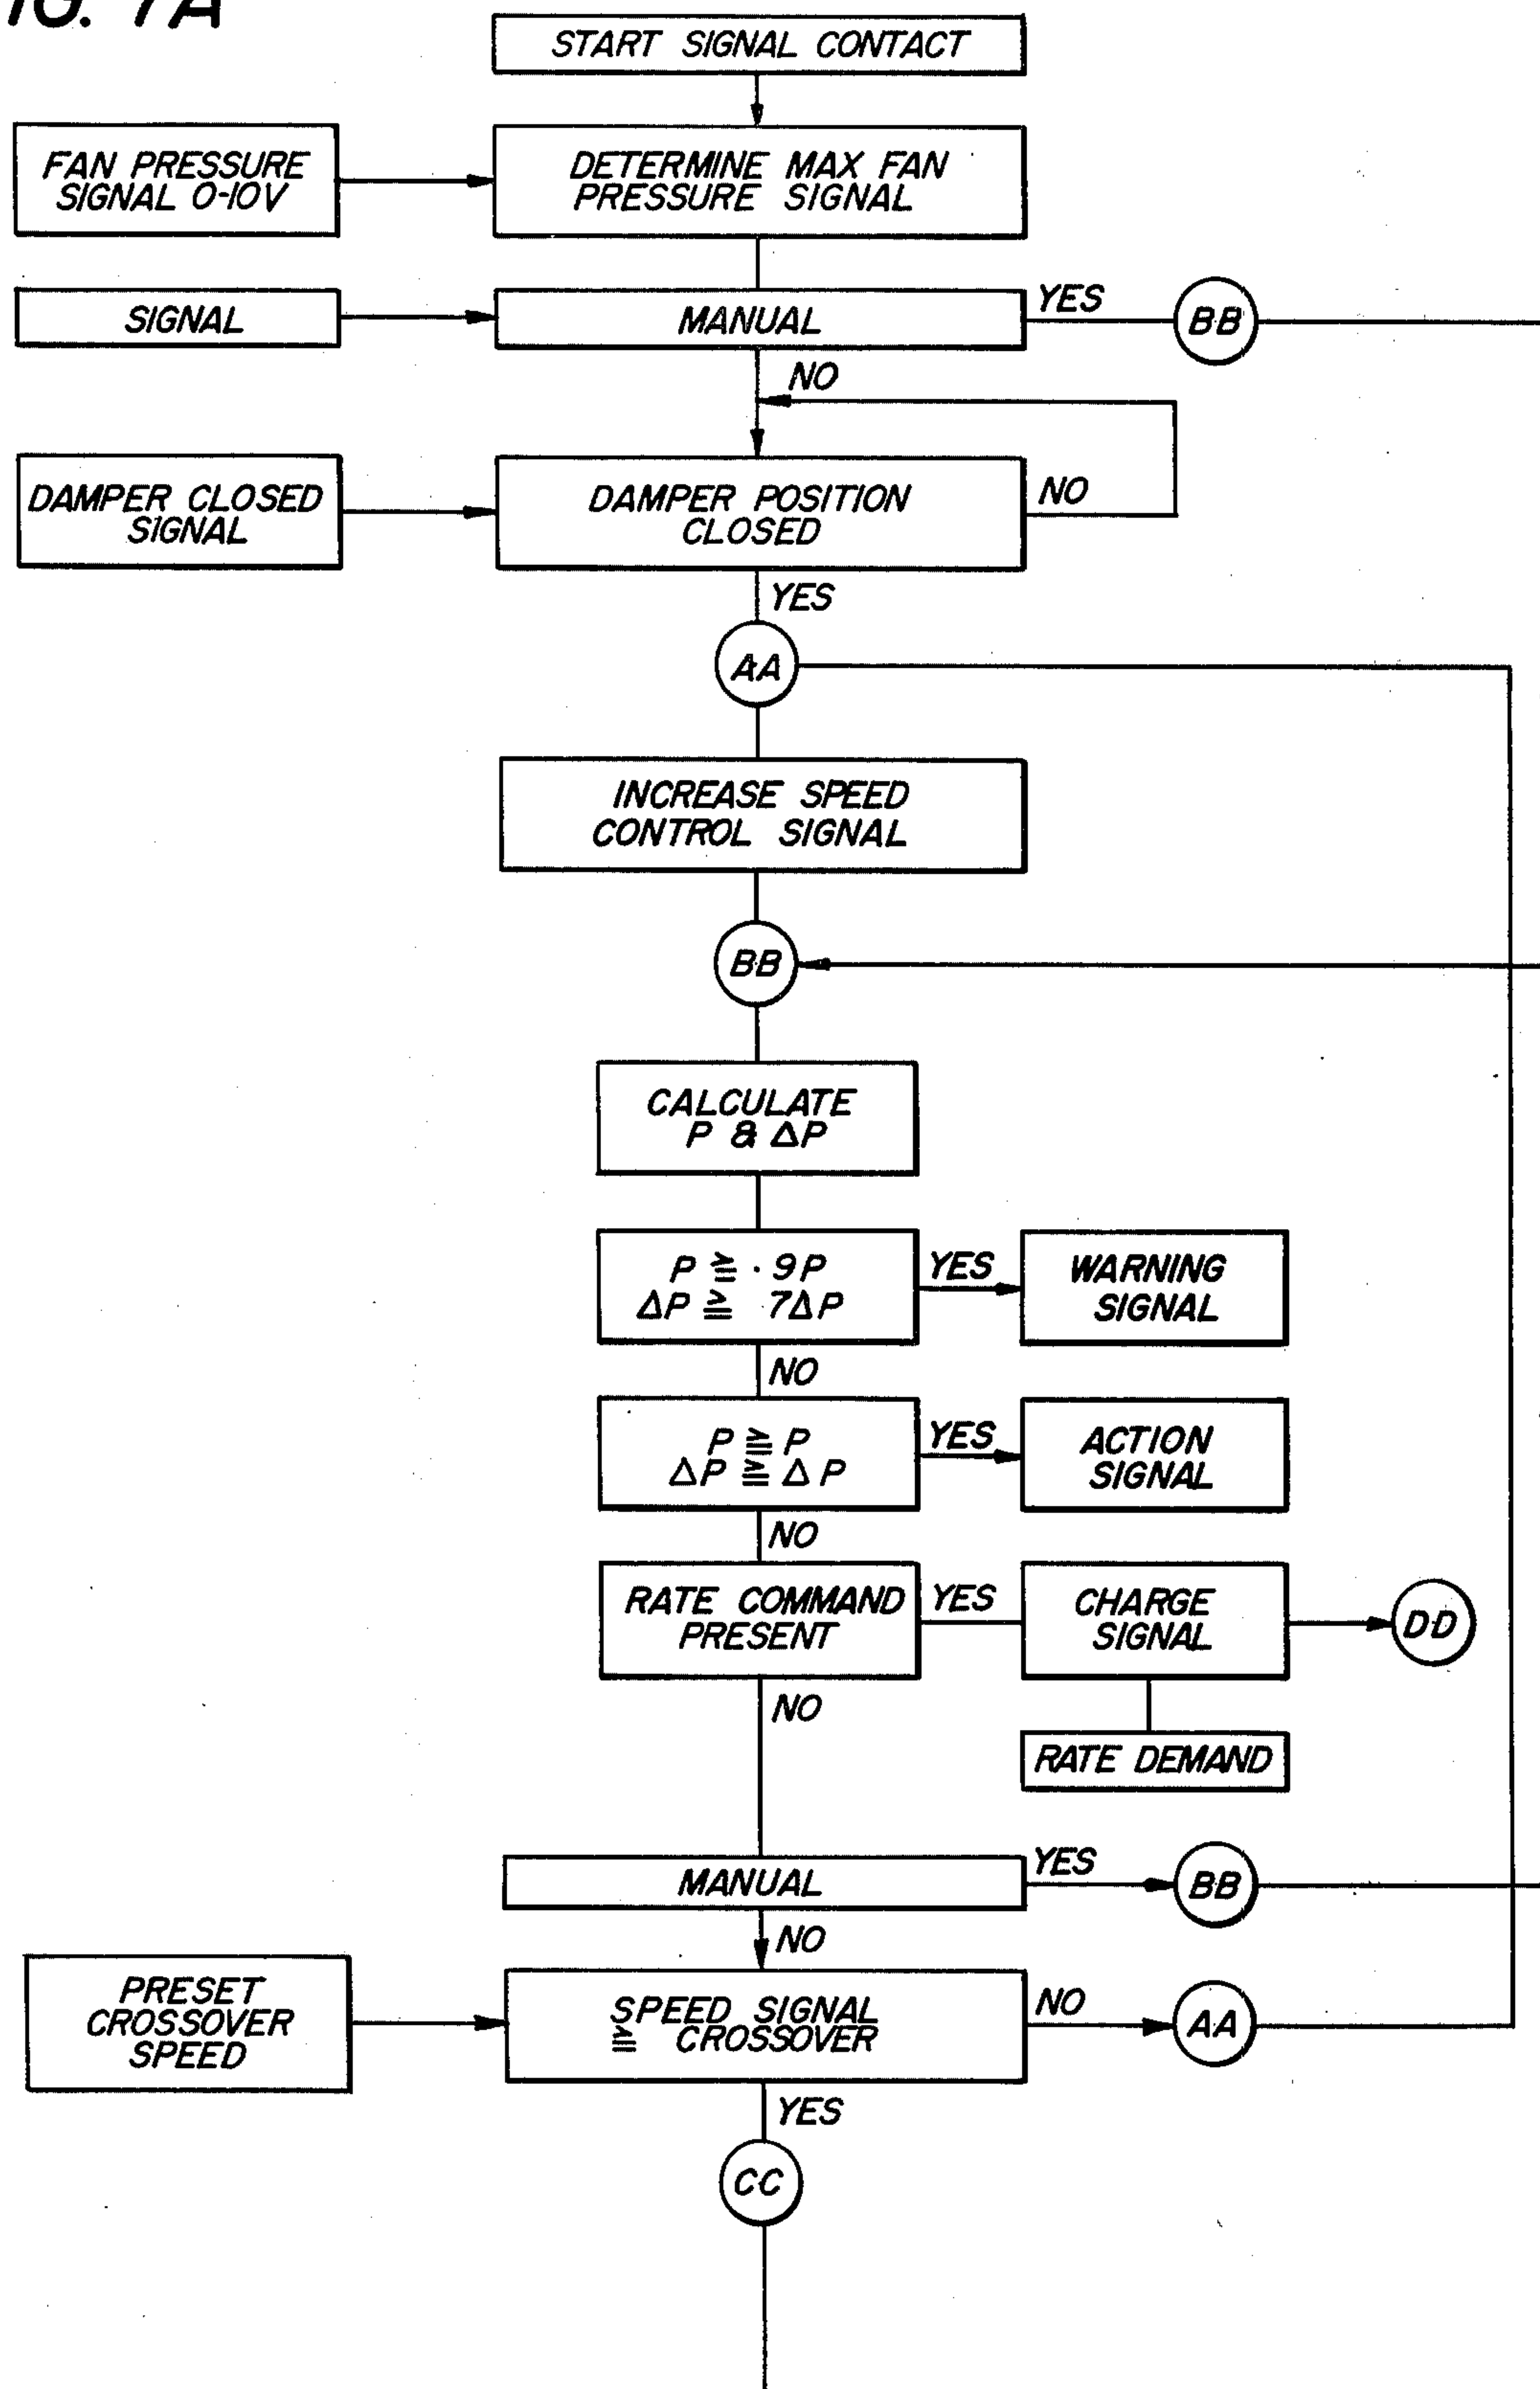 FIG. 7A
START SIGNAL CONTACT
FAN PRESSURE
SIGNAL 0-10V
DETERMINE MAX FAN
PRESSURE SIGNAL
SIGNAL
MANUAL
YES
BB
NO
DAMPER CLOSED
SIGNAL
DAMPER POSITION
CLOSED
NO
YES
AA
INCREASE SPEED
CONTROL SIGNAL
BB
CALCULATE
P & ΔP
P ≧ .9P
ΔP ≧ 7ΔP
YES
WARNING
SIGNAL
NO
P ≧ P
ΔP ≧ ΔP
YES
ACTION
SIGNAL
NO
RATE COMMAND
PRESENT
YES
CHARGE
SIGNAL
DD
NO
RATE DEMAND
MANUAL
YES
BB
NO
PRESET
CROSSOVER
SPEED
SPEED SIGNAL
≧ CROSSOVER
NO
AA
YES
CC